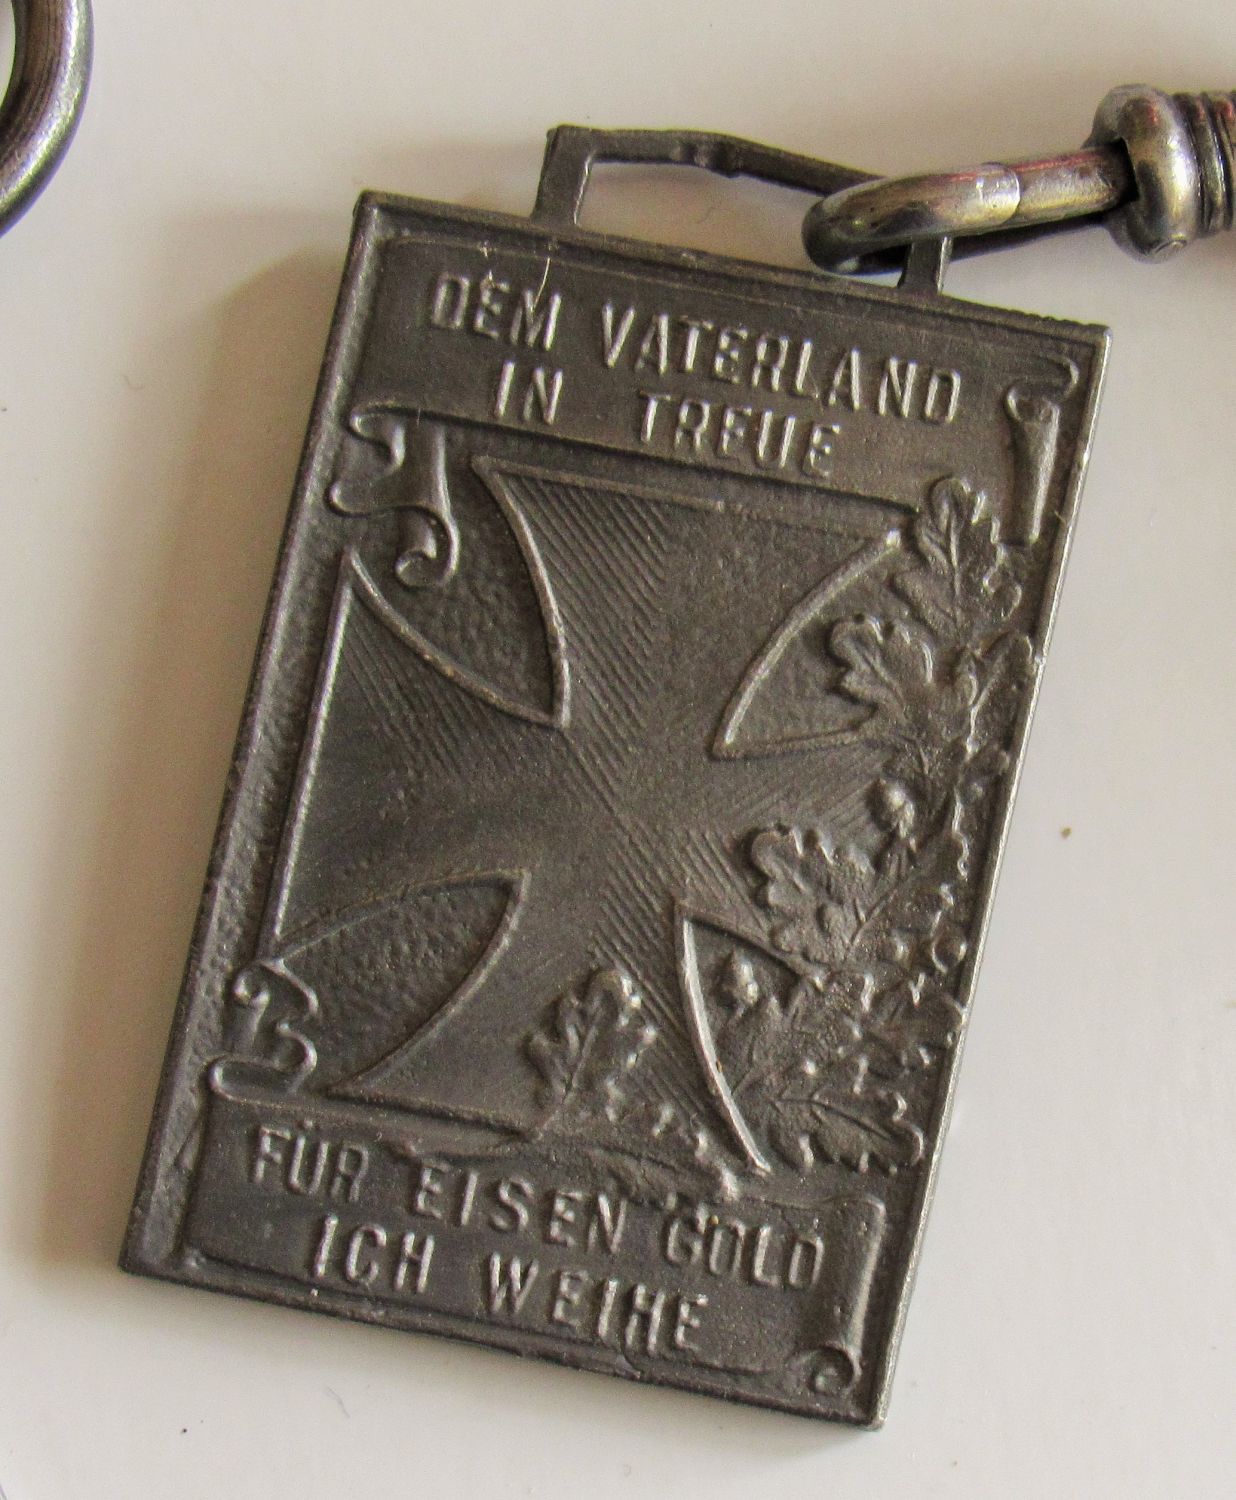 DEM VATERLAND
IN TREUE
FÜR EISEN GOLD
ICH WEIHE